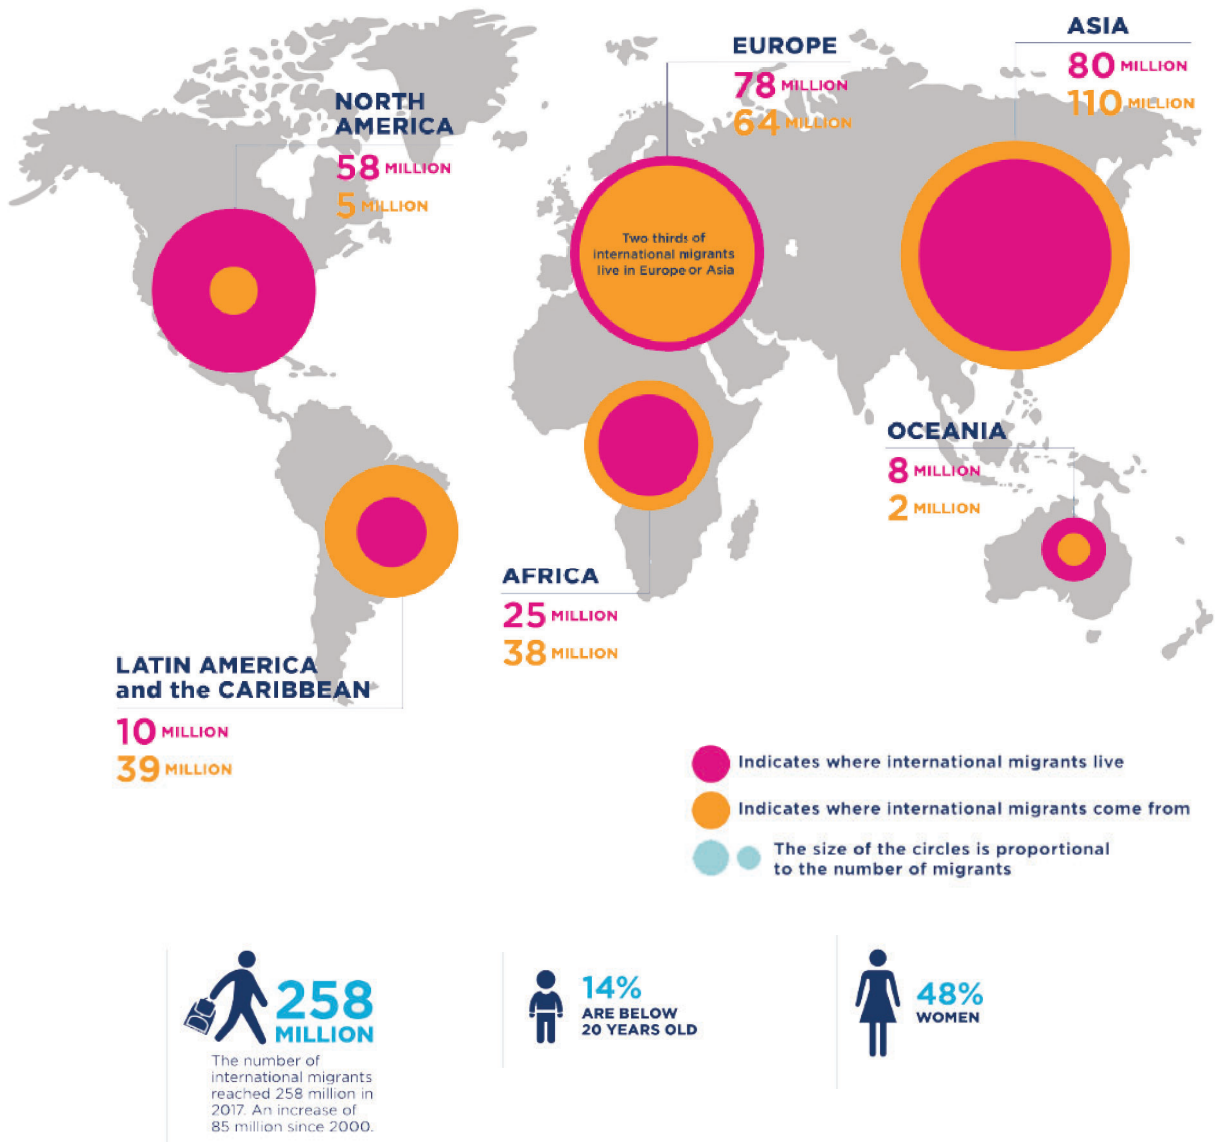 ASIA
80 MILLION
110 MILLION
EUROPE
78 MILLION
64 MILLION
NORTH
AMERICA
58 MILLION
5 MILLION
Two thirds of
international migrants
live in Europe or Asia
OCEANIA
8 MILLION
2 MILLION
AFRICA
25 MILLION
38 MILLION
LATIN AMERICA
and the CARIBBEAN
10 MILLION
39 MILLION
Indicates where international migrants live
Indicates where international migrants come from
The size of the circles is proportional
to the number of migrants
258
MILLION
The number of
international migrants
reached 258 million in
2017. An increase of
85 million since 2000.
14%
ARE BELOW
20 YEARS OLD
48%
WOMEN